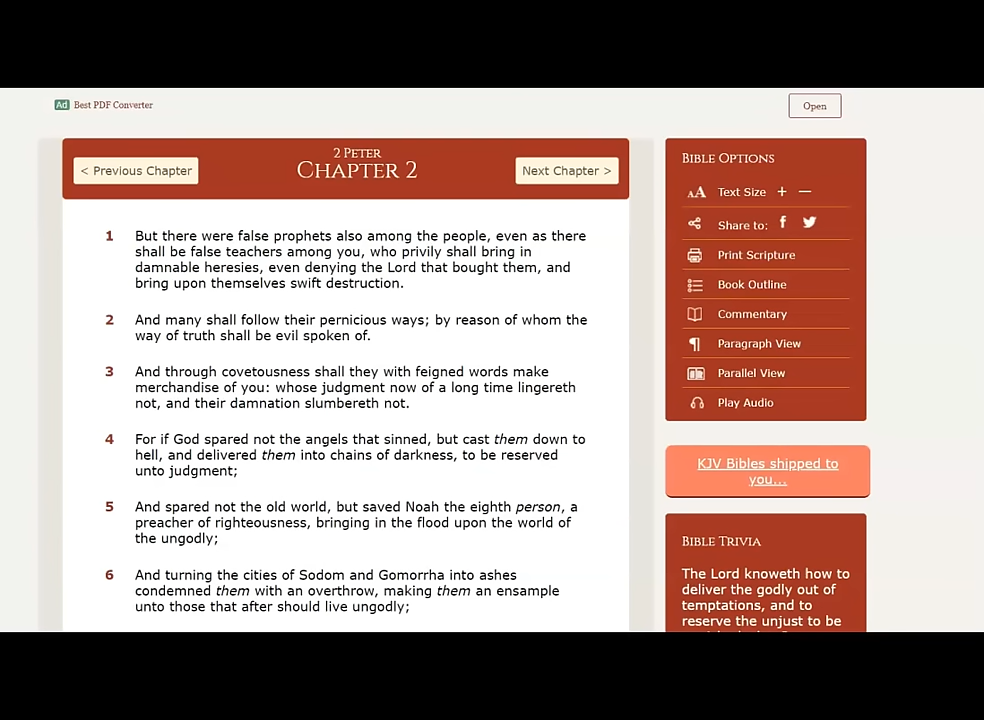 Ad Best PDF Converter
Open
2 Peter
Chapter 2
< Previous Chapter
Next Chapter >
1 But there were false prophets also among the people, even as there
shall be false teachers among you, who privily shall bring in
damnable heresies, even denying the Lord that bought them, and
bring upon themselves swift destruction.
2 And many shall follow their pernicious ways; by reason of whom the
way of truth shall be evil spoken of.
3 And through covetousness shall they with feigned words make
merchandise of you: whose judgment now of a long time lingereth
not, and their damnation slumbereth not.
4 For if God spared not the angels that sinned, but cast them down to
hell, and delivered them into chains of darkness, to be reserved
unto judgment;
5 And spared not the old world, but saved Noah the eighth person, a
preacher of righteousness, bringing in the flood upon the world of
the ungodly;
6 And turning the cities of Sodom and Gomorrha into ashes
condemned them with an overthrow, making them an ensample
unto those that after should live ungodly;
Bible Options
AA Text Size + —
Share to: f
Print Scripture
Book Outline
Commentary
¶ Paragraph View
Parallel View
Play Audio
KJV Bibles shipped to
you...
Bible Trivia
The Lord knoweth how to
deliver the godly out of
temptations, and to
reserve the unjust to be